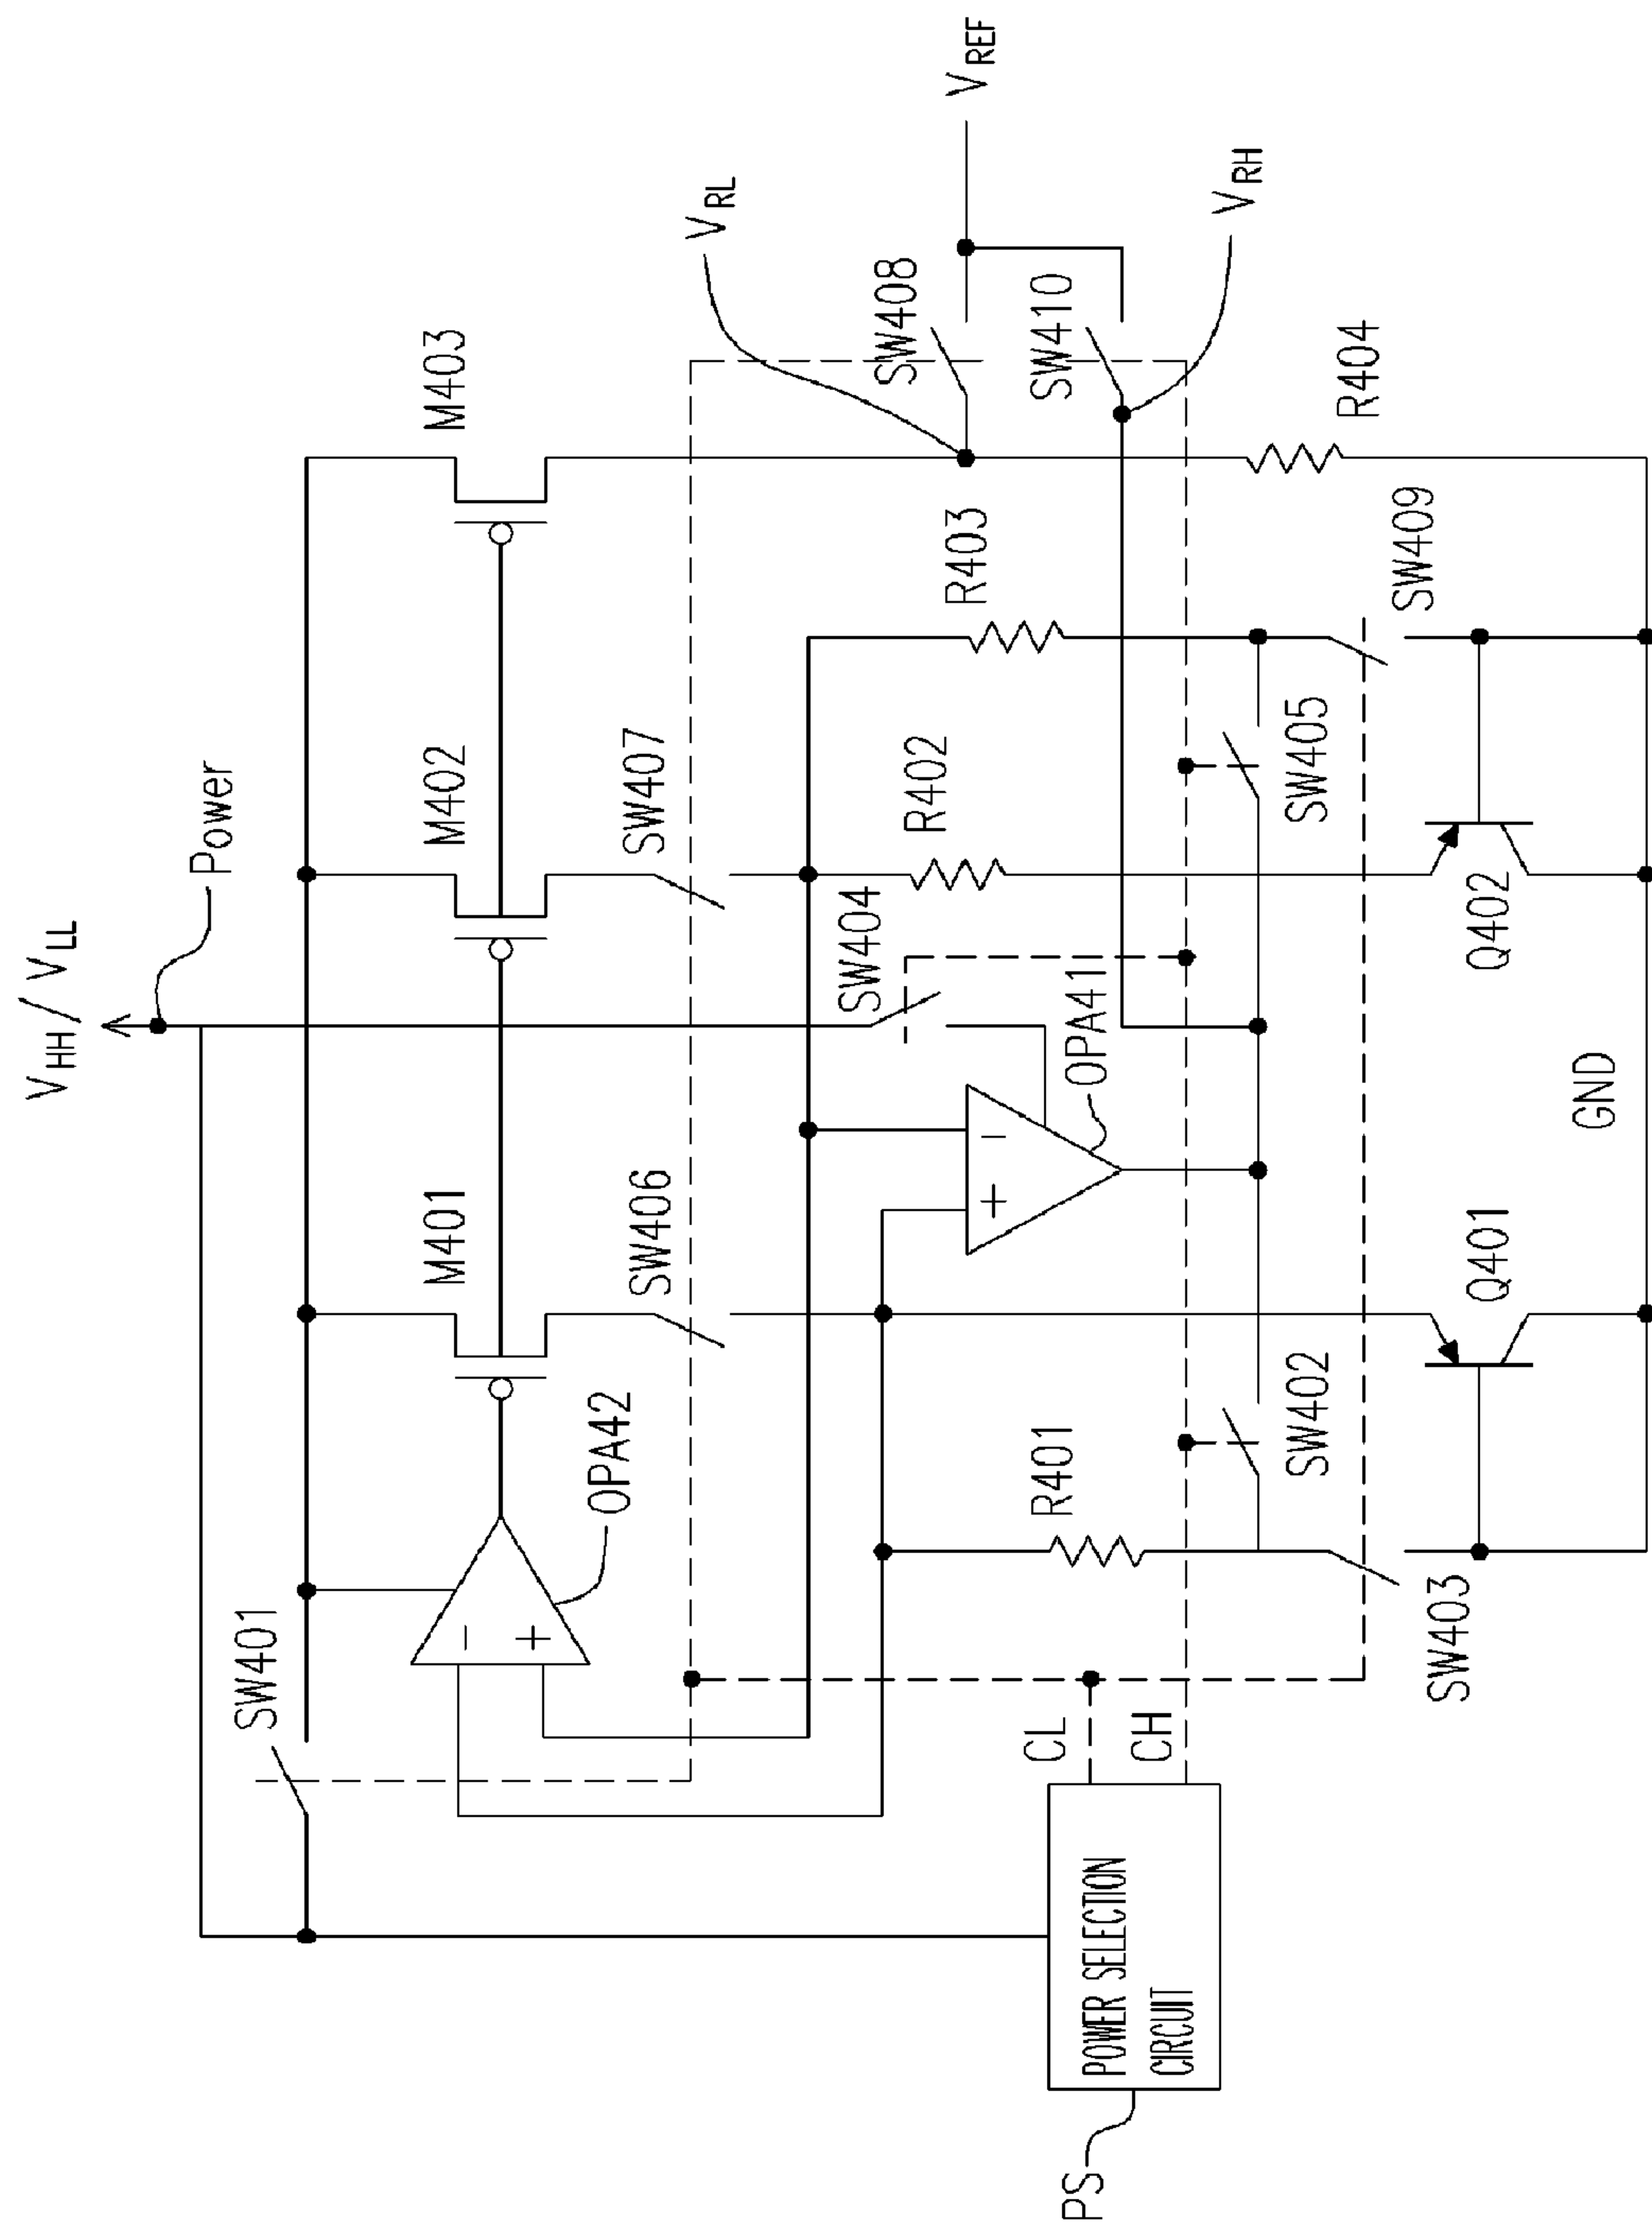 V_HH / V_LL
Power
SW401
M401
M402
M403
OPA42
−
+
SW406
SW407
V_RL
V_REF
SW404
SW408
R402
R403
+
−
OPA41
SW410
R401
CL
CH
V_RH
POWER SELECTION
CIRCUIT
PS
SW402
SW405
R404
SW403
SW409
Q401
Q402
GND